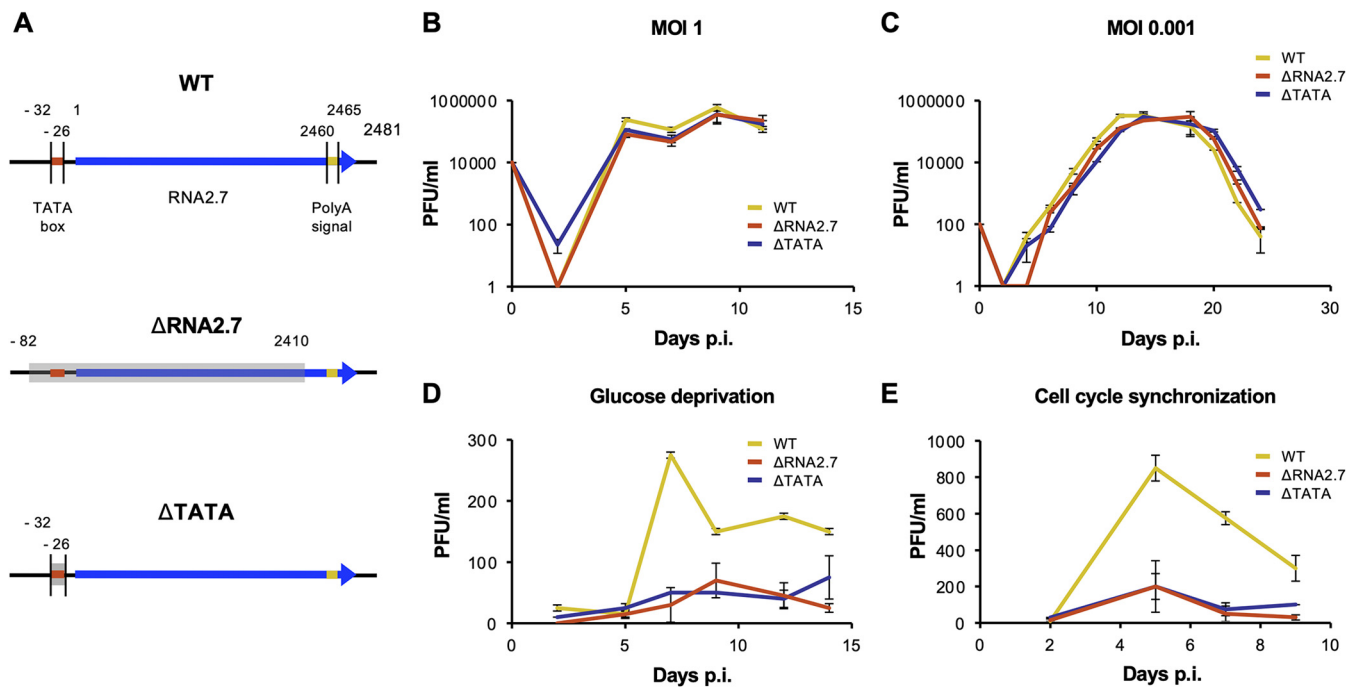 A
WT
- 32
1
2465
- 26
2460
2481
TATA
box
RNA2.7
PolyA
signal
ΔRNA2.7
- 82
2410
ΔTATA
- 32
- 26
B
MOI 1
PFU/ml
1000000
10000
100
1
0
5
10
15
Days p.i.
WT
ΔRNA2.7
ΔTATA
C
MOI 0.001
PFU/ml
1000000
10000
100
1
0
10
20
30
Days p.i.
WT
ΔRNA2.7
ΔTATA
D
Glucose deprivation
PFU/ml
300
200
100
0
0
5
10
15
Days p.i.
WT
ΔRNA2.7
ΔTATA
E
Cell cycle synchronization
PFU/ml
1000
800
600
400
200
0
0
2
4
6
8
10
Days p.i.
WT
ΔRNA2.7
ΔTATA